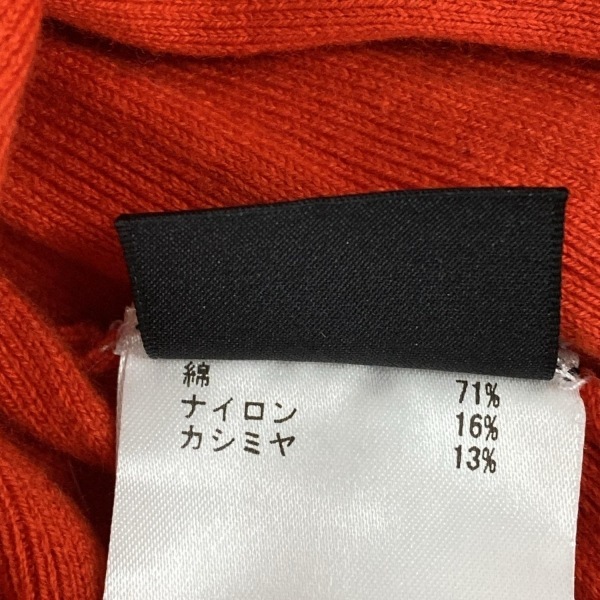 綿 71%
ナイロン 16%
カシミヤ 13%